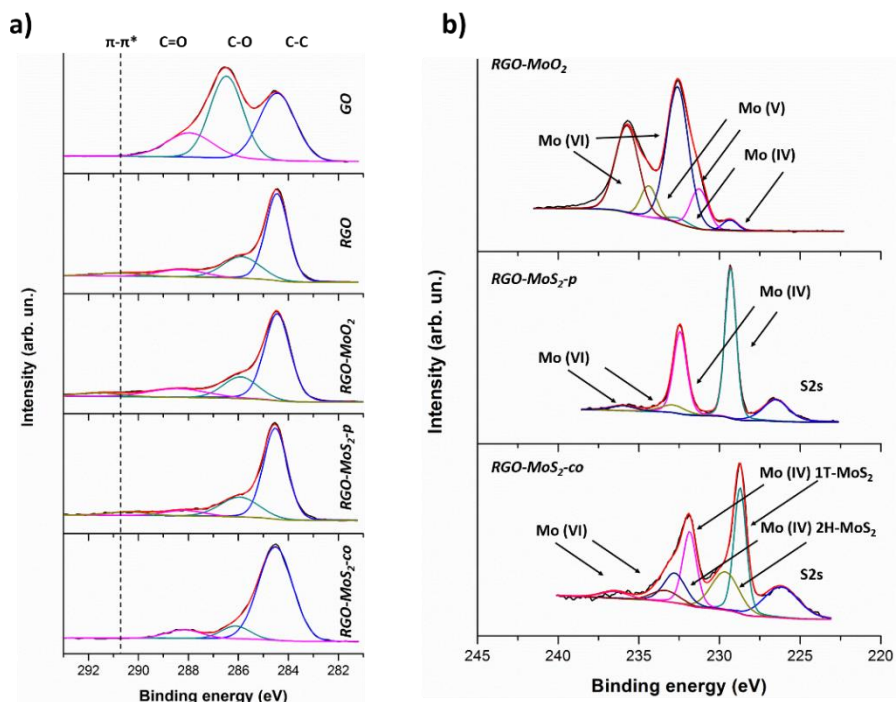 a)
π-π* C=O C-O C-C
GO
RGO
RGO-MoO2
RGO-MoS2-p
RGO-MoS2-co
Intensity (arb. un.)
292 290 288 286 284 282
Binding energy (eV)
b)
RGO-MoO2
Mo (V)
Mo (VI)
Mo (IV)
RGO-MoS2-p
Mo (IV)
Mo (VI)
S2s
RGO-MoS2-co
Mo (IV) 1T-MoS2
Mo (VI)
Mo (IV) 2H-MoS2
S2s
Intensity (arb. un.)
245 240 235 230 225 220
Binding energy (eV)